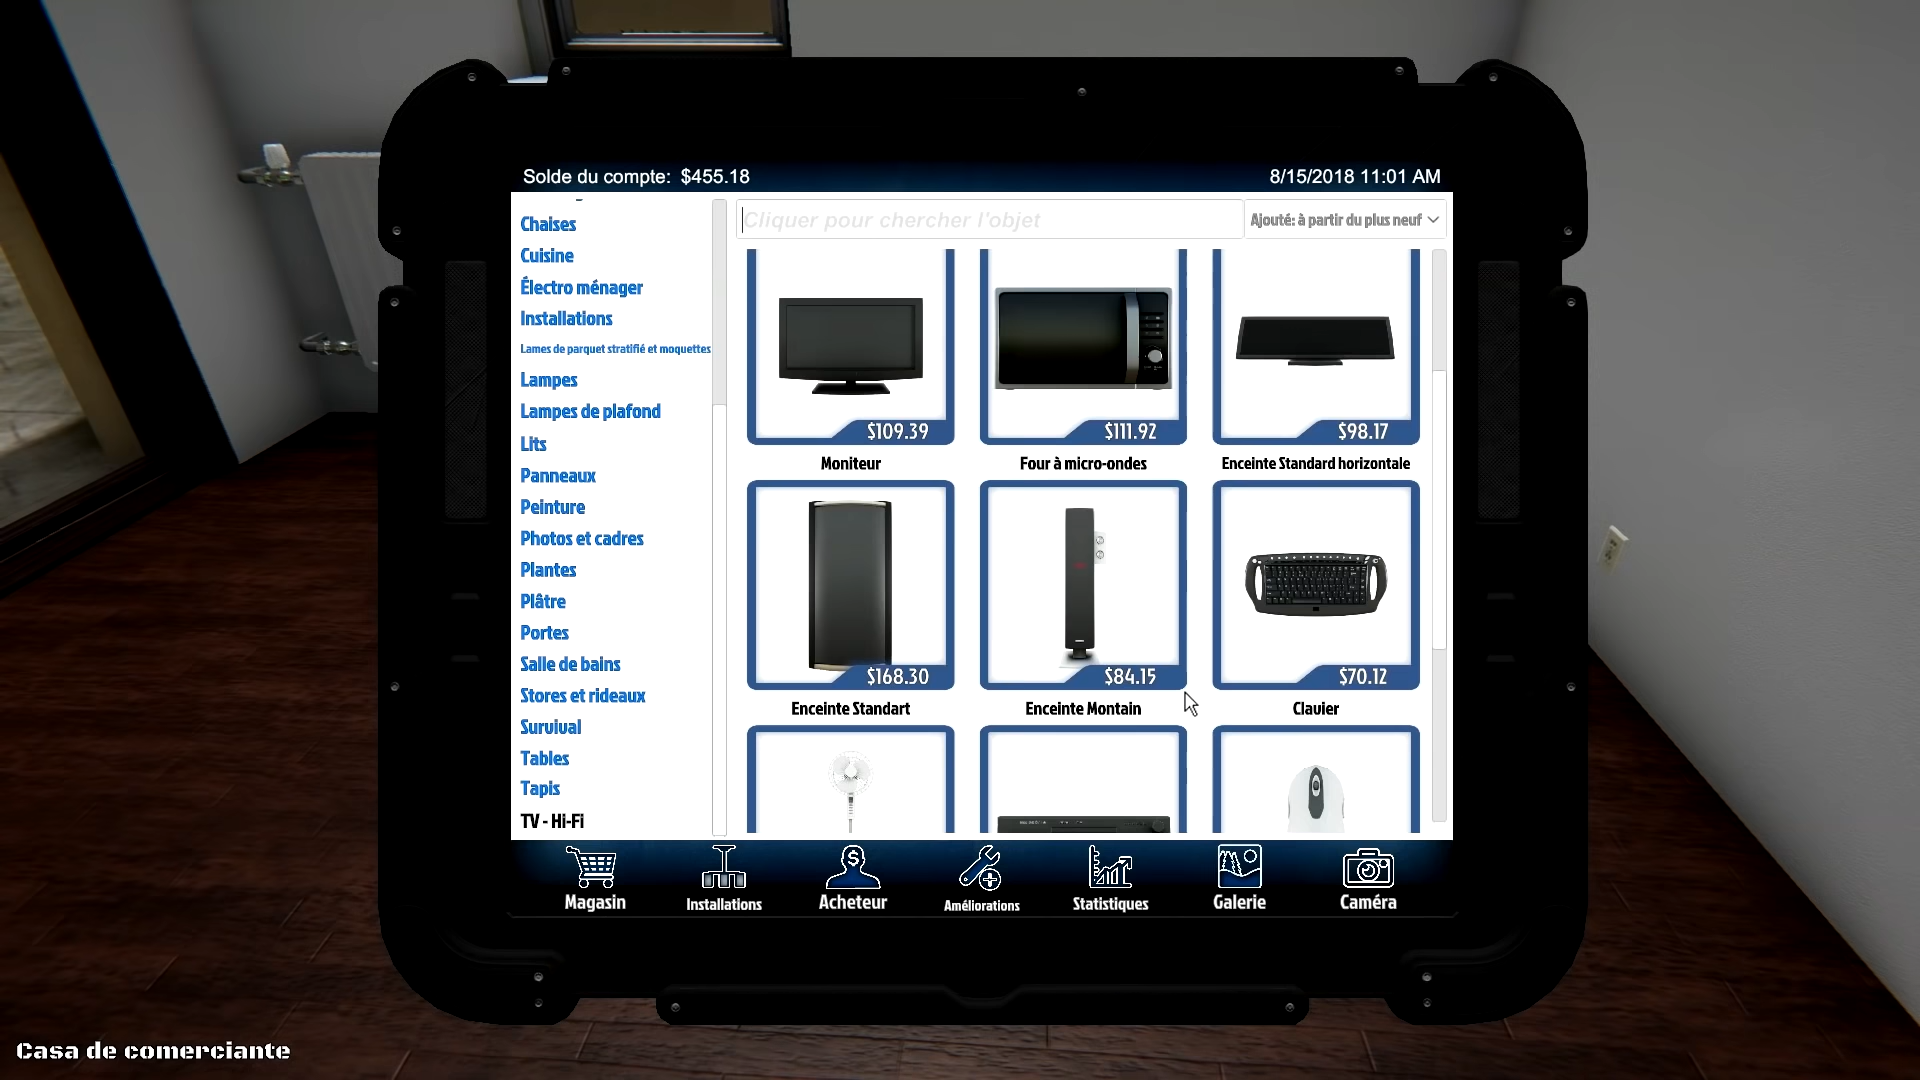 Solde du compte: $455.18
8/15/2018 11:01 AM
Chaises
Cuisine
Électro ménager
Installations
Lames de parquet stratifié et moquettes
Lampes
Lampes de plafond
Lits
Panneaux
Peinture
Photos et cadres
Plantes
Plâtre
Portes
Salle de bains
Stores et rideaux
Survival
Tables
Tapis
TV - Hi-Fi
Cliquer pour chercher l'objet
Ajouté: à partir du plus neuf
$109.39
$111.92
$98.17
Moniteur
Four à micro-ondes
Enceinte Standard horizontale
$168.30
$84.15
$70.12
Enceinte Standart
Enceinte Montain
Clavier
Magasin
Installations
Acheteur
Améliorations
Statistiques
Galerie
Caméra
Casa de comerciante